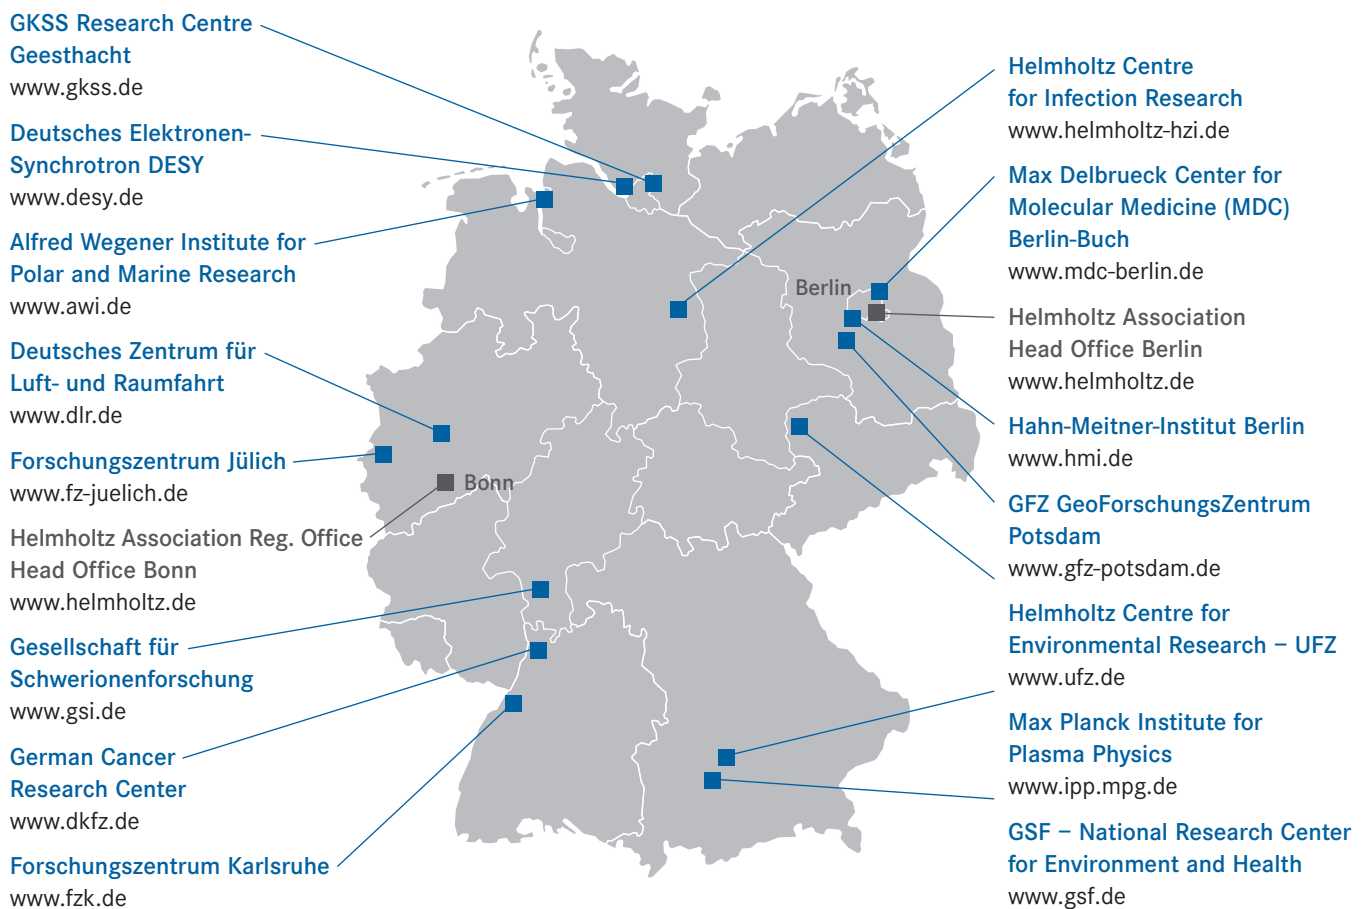 GKSS Research Centre
Geesthacht
www.gkss.de
Deutsches Elektronen-
Synchrotron DESY
www.desy.de
Alfred Wegener Institute for
Polar and Marine Research
www.awi.de
Deutsches Zentrum für
Luft- und Raumfahrt
www.dlr.de
Forschungszentrum Jülich
www.fz-juelich.de
Helmholtz Association Reg. Office
Head Office Bonn
www.helmholtz.de
Gesellschaft für
Schwerionenforschung
www.gsi.de
German Cancer
Research Center
www.dkfz.de
Forschungszentrum Karlsruhe
www.fzk.de
Berlin
Bonn
Helmholtz Centre
for Infection Research
www.helmholtz-hzi.de
Max Delbrueck Center for
Molecular Medicine (MDC)
Berlin-Buch
www.mdc-berlin.de
Helmholtz Association
Head Office Berlin
www.helmholtz.de
Hahn-Meitner-Institut Berlin
www.hmi.de
GFZ GeoForschungsZentrum
Potsdam
www.gfz-potsdam.de
Helmholtz Centre for
Environmental Research – UFZ
www.ufz.de
Max Planck Institute for
Plasma Physics
www.ipp.mpg.de
GSF – National Research Center
for Environment and Health
www.gsf.de